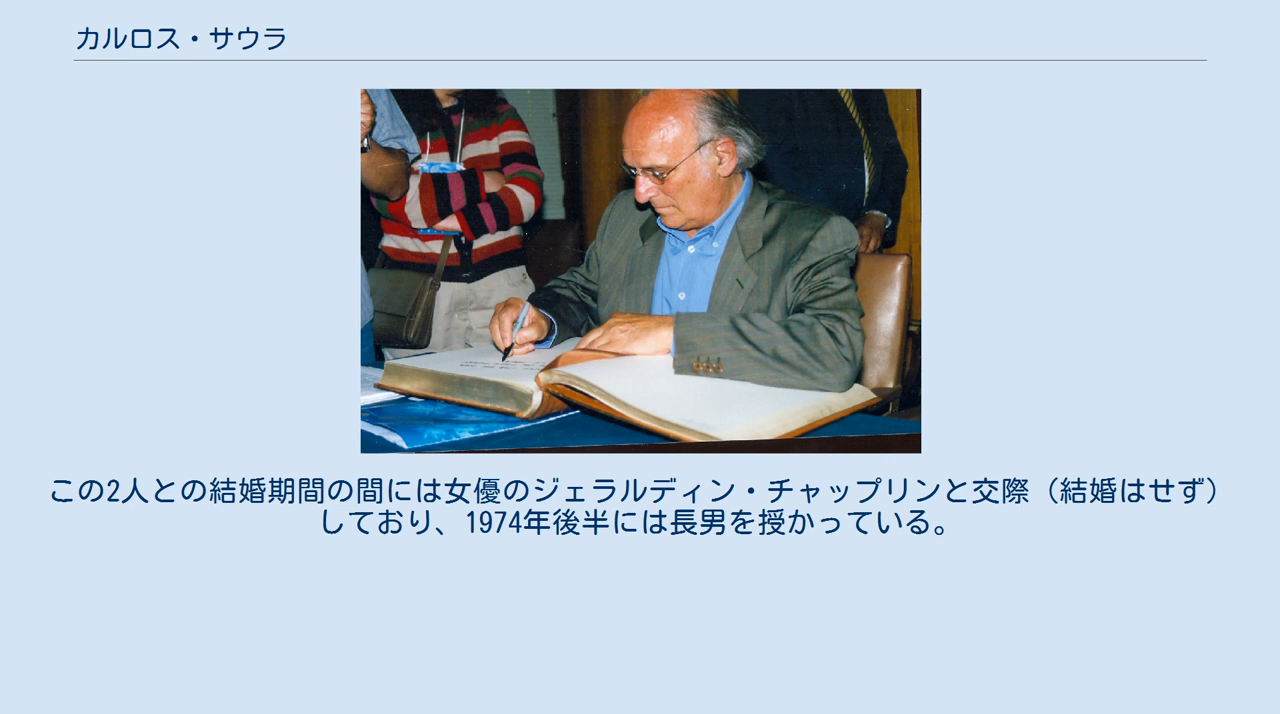 カルロス・サウラ
この2人との結婚期間の間には女優のジェラルディン・チャップリンと交際（結婚はせず）
しており、1974年後半には長男を授かっている。